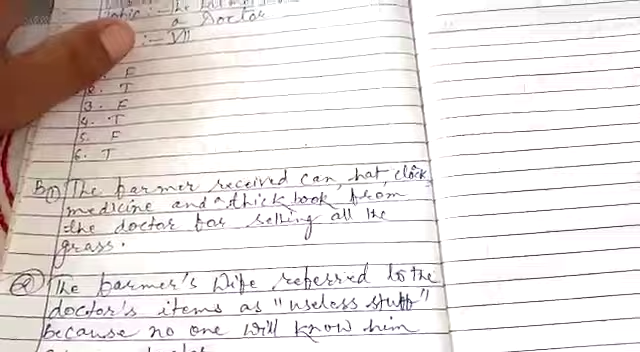 a Doctor
:- VII
F
2. T
3. F
4. T
5. F
6. T
B ① The farmer received can, hat, clock,
medicine and a thick book from
the doctor for selling all the
grass.
② The farmer's wife referred to the
doctor's items as "useless stuff"
because no one will know him